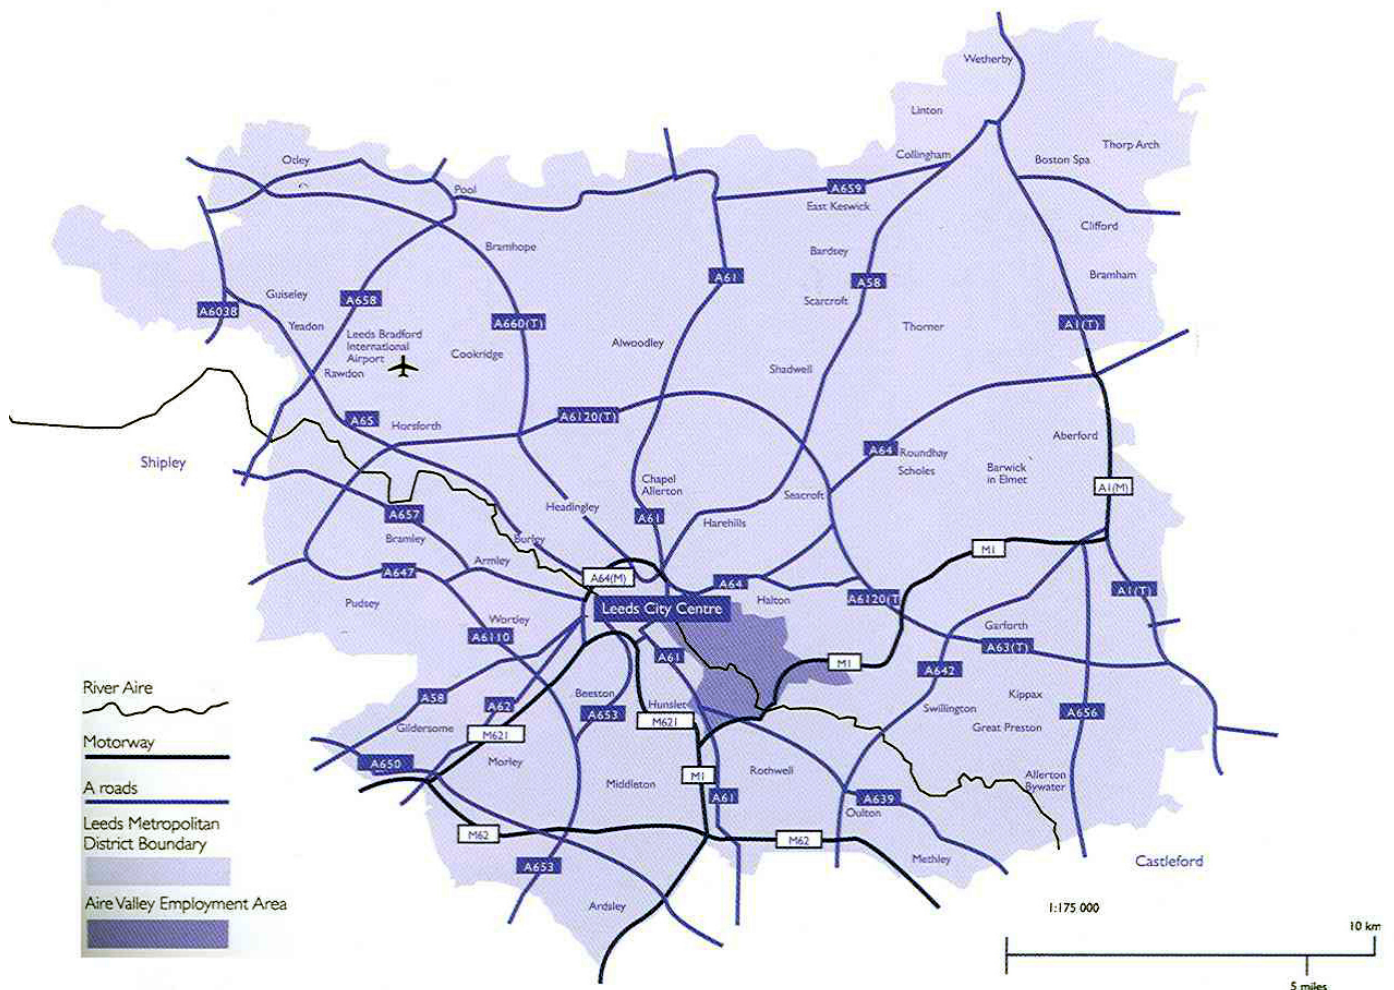 Wetherby
Linton
Thorp Arch
Collingham
Boston Spa
Otley
Pool
A659
East Keswick
Clifford
Bramhope
Bardsey
A61
A58
Bramham
Guiseley
A658
Scarcroft
A6038
Yeadon
A660(T)
Thorner
A1(T)
Leeds Bradford
International
Airport
Cookridge
Alwoodley
Rawdon
Shadwell
A65
Horsforth
A6120(T)
Aberford
Shipley
A64
Roundhay
Scholes
Barwick
in Elmet
Chapel
Allerton
Seacroft
A1(M)
Headingley
A657
A61
Harehills
Bramley
Burley
M1
Armley
A647
A64(M)
A64
A1(T)
Pudsey
Leeds City Centre
Halton
A6120(T
Wortley
Garforth
A6110
A63(T)
A61
M1
A642
River Aire
A58
Beeston
Kippax
A62
Hunslet
Swillington
A656
Gildersome
A653
M621
Great Preston
M621
Motorway
A650
Morley
Middleton
M1
Rothwell
Allerton
Bywater
A roads
A61
A639
Oulton
Leeds Metropolitan
District Boundary
M62
M62
A653
Methley
Castleford
Aire Valley Employment Area
Ardsley
1:175 000
10 km
5 miles